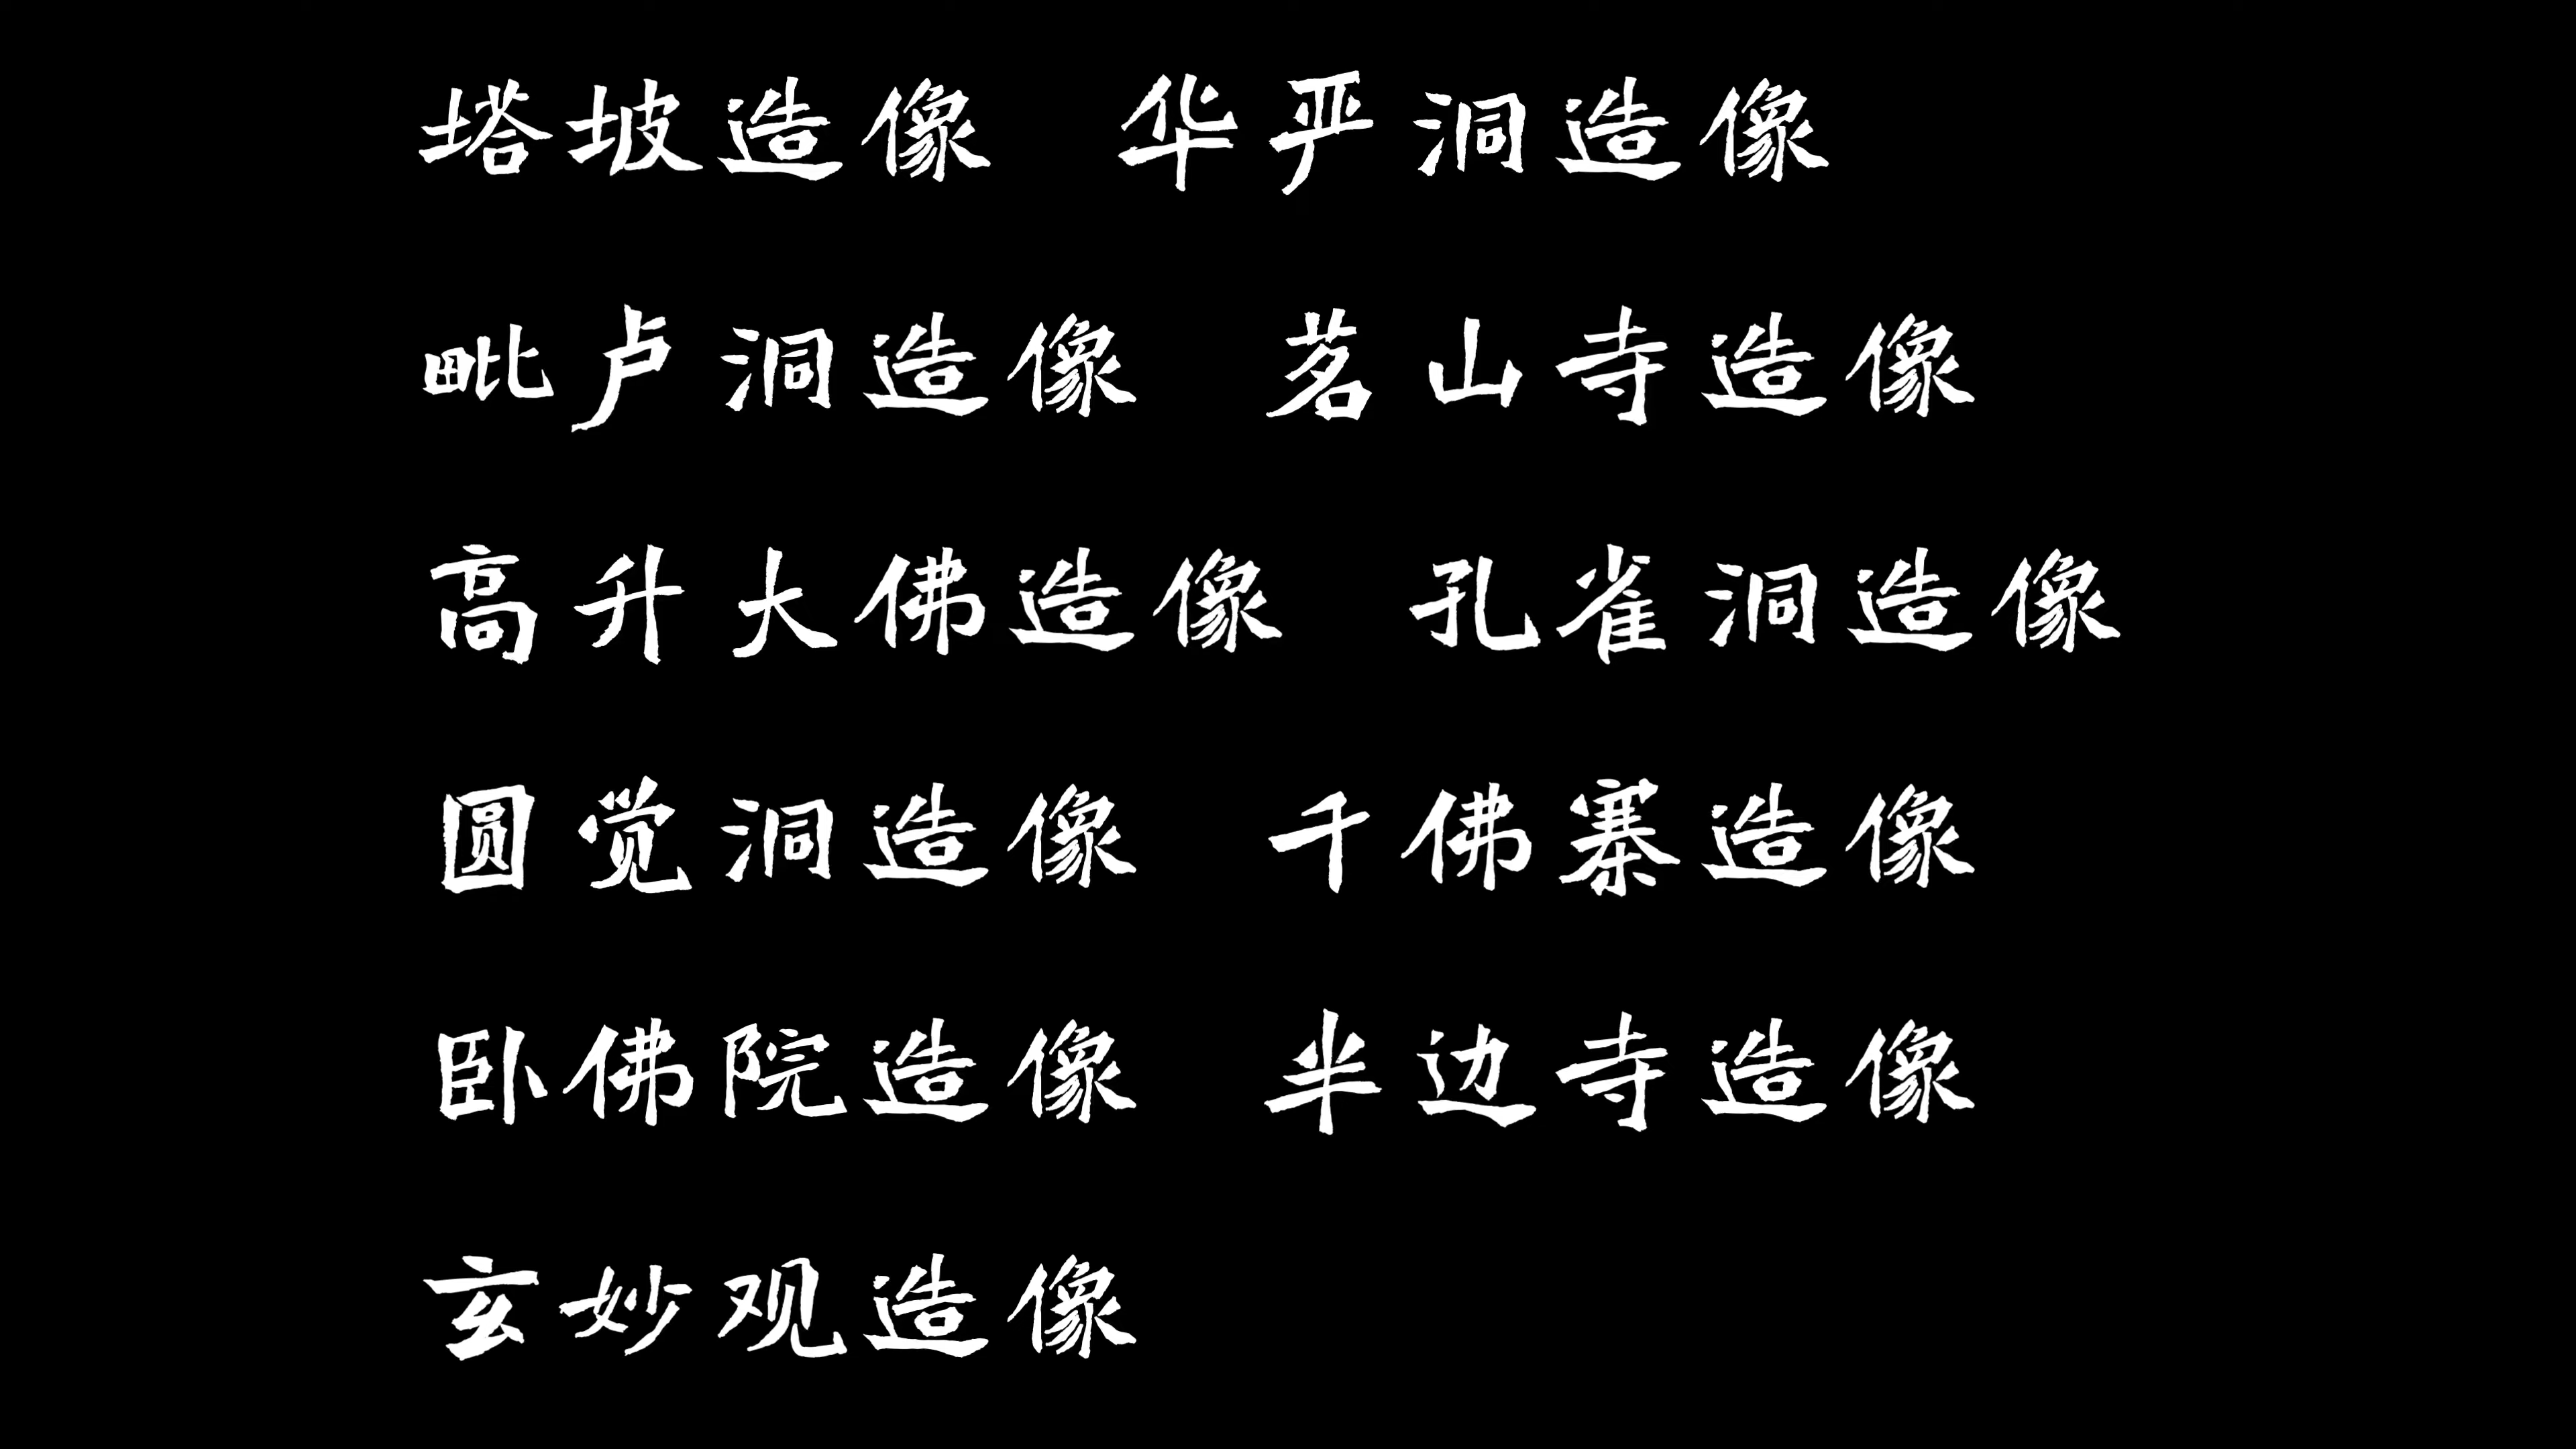 塔坡造像 华严洞造像
毗卢洞造像 茗山寺造像
高升大佛造像 孔雀洞造像
圆觉洞造像 千佛寨造像
卧佛院造像 半边寺造像
玄妙观造像